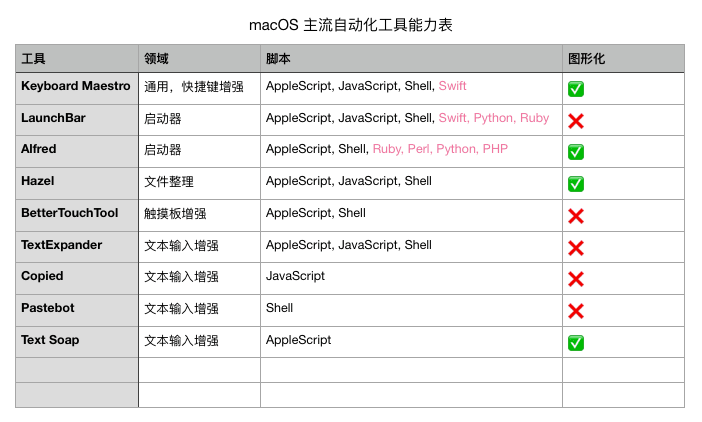 macOS 主流自动化工具能力表
工具 领域 脚本 图形化
Keyboard Maestro 通用，快捷键增强 AppleScript, JavaScript, Shell, Swift ✅
LaunchBar 启动器 AppleScript, JavaScript, Shell, Swift, Python, Ruby ❌
Alfred 启动器 AppleScript, Shell, Ruby, Perl, Python, PHP ✅
Hazel 文件整理 AppleScript, JavaScript, Shell ✅
BetterTouchTool 触摸板增强 AppleScript, Shell ❌
TextExpander 文本输入增强 AppleScript, JavaScript, Shell ❌
Copied 文本输入增强 JavaScript ❌
Pastebot 文本输入增强 Shell ❌
Text Soap 文本输入增强 AppleScript ✅